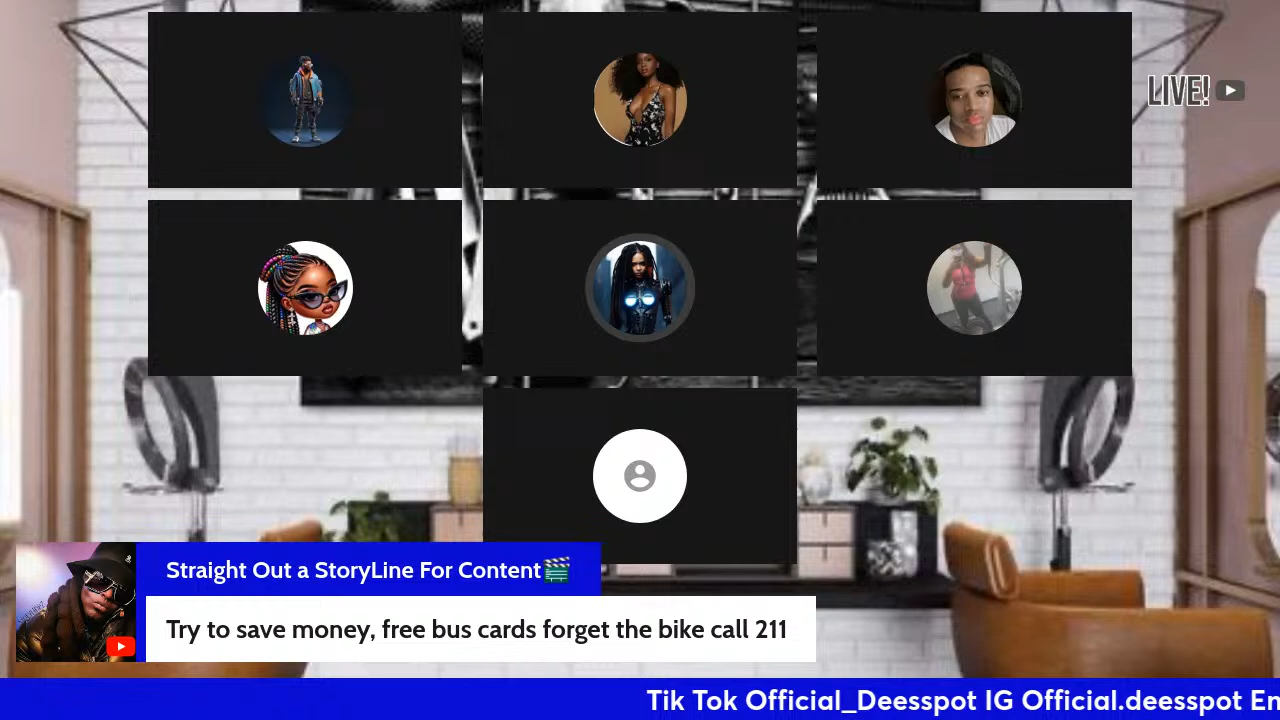 LIVE!
Straight Out a StoryLine For Content🎬
Try to save money, free bus cards forget the bike call 211
Tik Tok Official_Deesspot IG Official.deesspot En